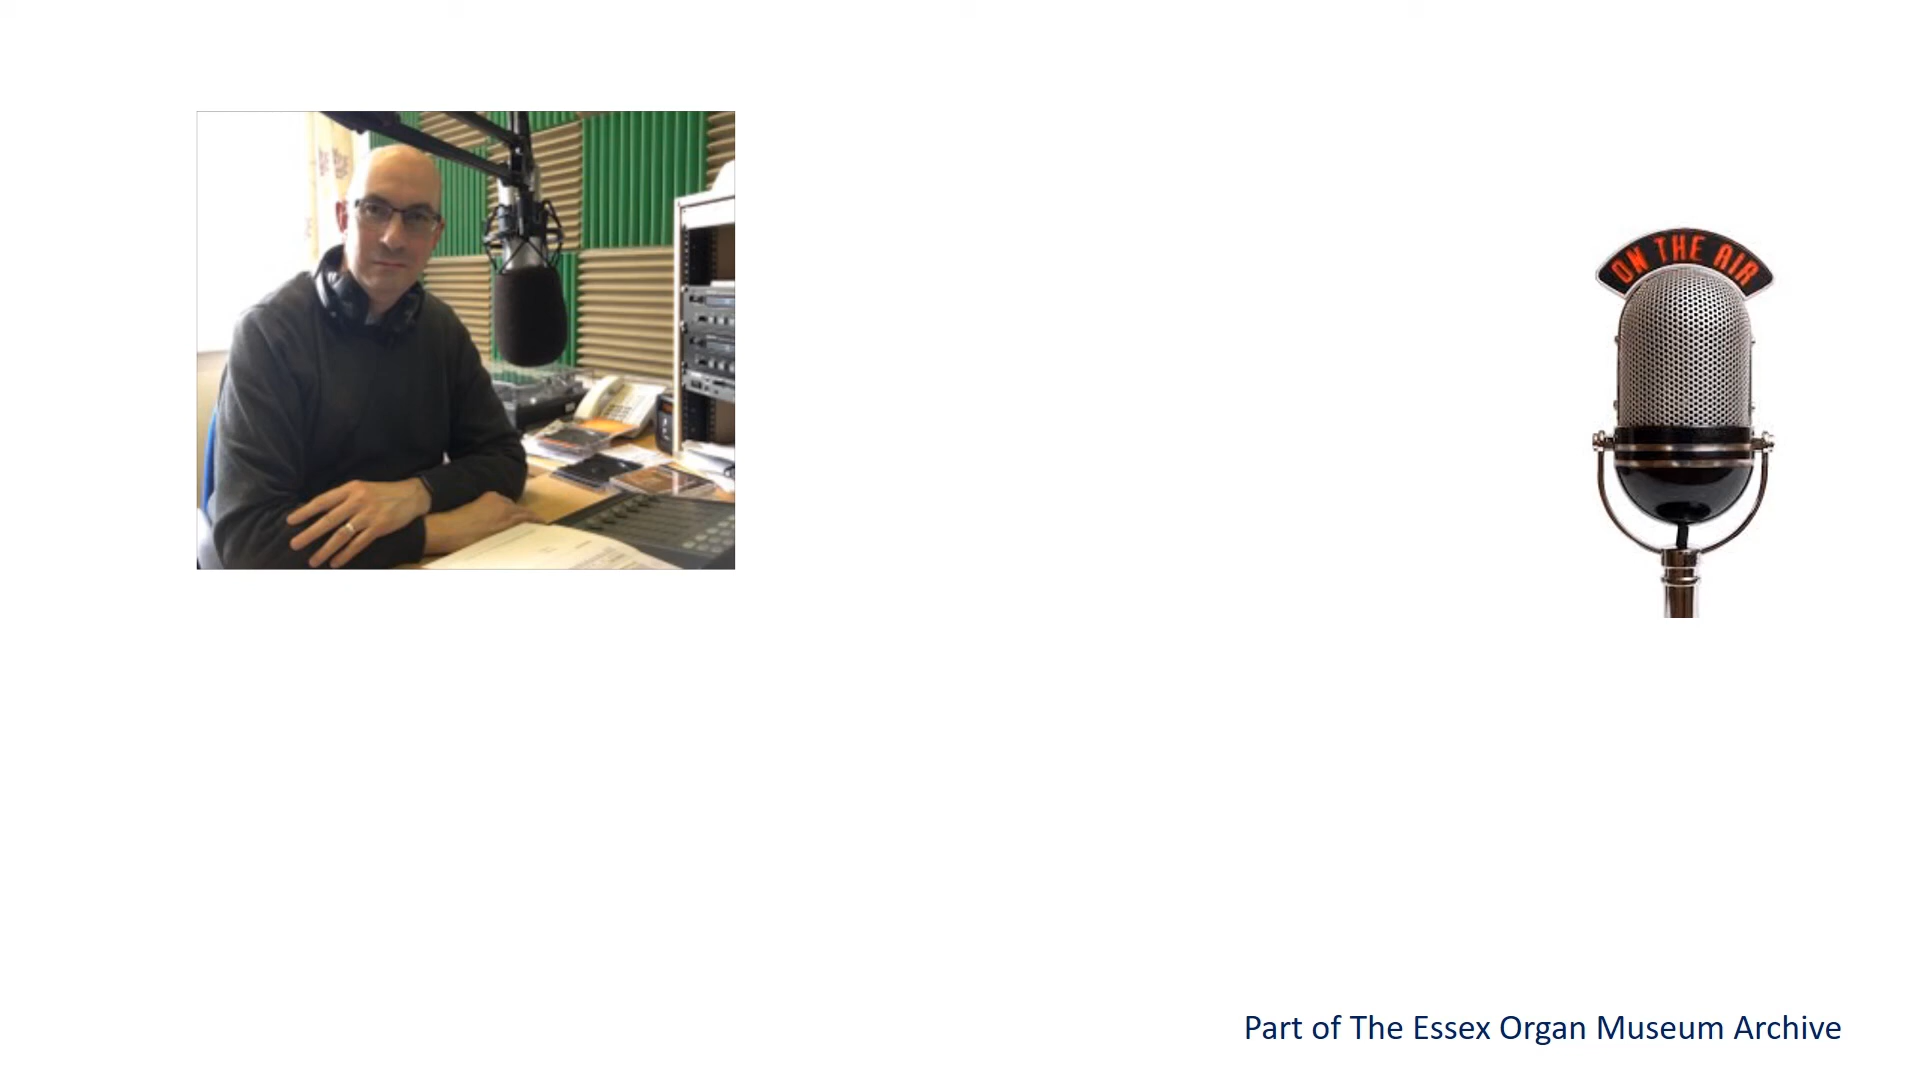 ON THE AIR
Part of The Essex Organ Museum Archive